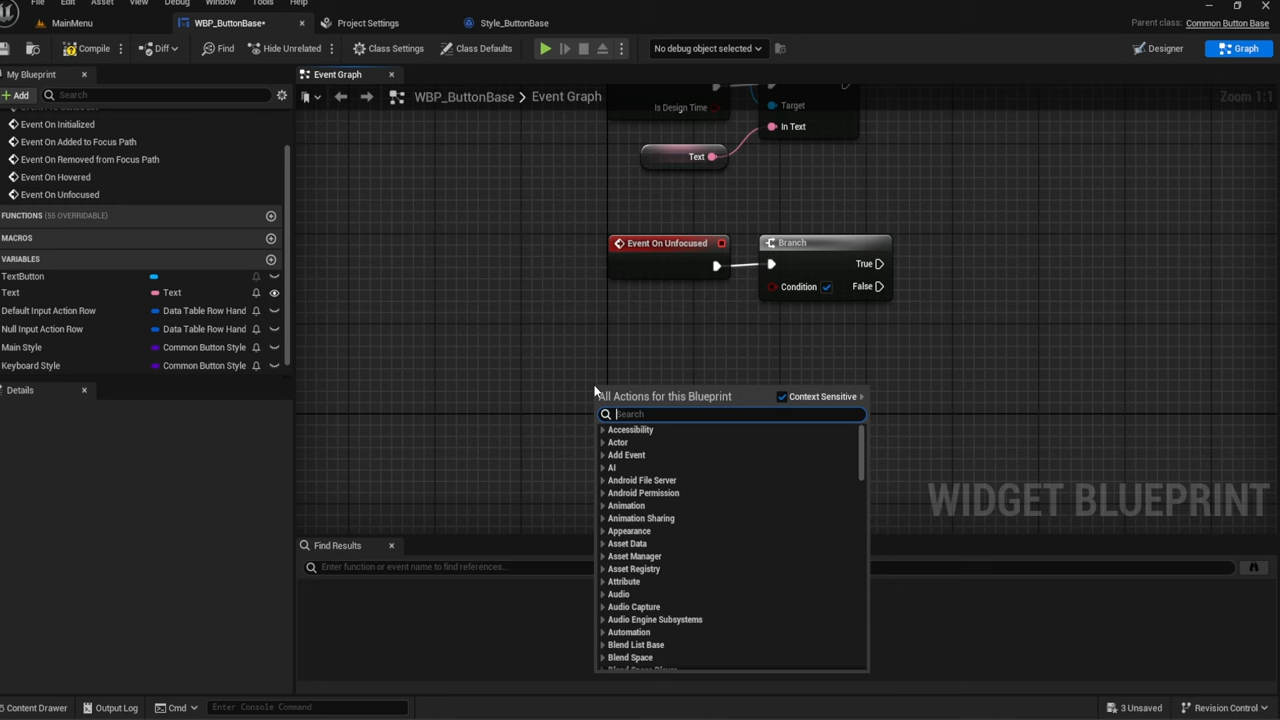 File
Edit
Asset
View
Debug
Window
Tools
Help
MainMenu
WBP_ButtonBase*
Project Settings
Style_ButtonBase
Parent class: Common Button Base
Compile
Diff
Find
Hide Unrelated
Class Settings
Class Defaults
No debug object selected
Designer
Graph
My Blueprint
Event Graph
Add
Search
WBP_ButtonBase > Event Graph
Zoom 1:1
Event On Initialized
Event On Added to Focus Path
Event On Removed from Focus Path
Event On Hovered
Event On Unfocused
FUNCTIONS (55 OVERRIDABLE)
MACROS
VARIABLES
TextButton
Text Text
Default Input Action Row Data Table Row Hand
Null Input Action Row Data Table Row Hand
Main Style Common Button Style
Keyboard Style Common Button Style
Details
Is Design Time
Target
In Text
Text
Event On Unfocused
Branch
True
Condition
False
All Actions for this Blueprint
Context Sensitive
Search
Accessibility
Actor
Add Event
AI
Android File Server
Android Permission
Animation
Animation Sharing
Appearance
Asset Data
Asset Manager
Asset Registry
Attribute
Audio
Audio Capture
Audio Engine Subsystems
Automation
Blend List Base
Blend Space
WIDGET BLUEPRINT
Find Results
Enter function or event name to find references...
Content Drawer
Output Log
Cmd
Enter Console Command
3 Unsaved
Revision Control